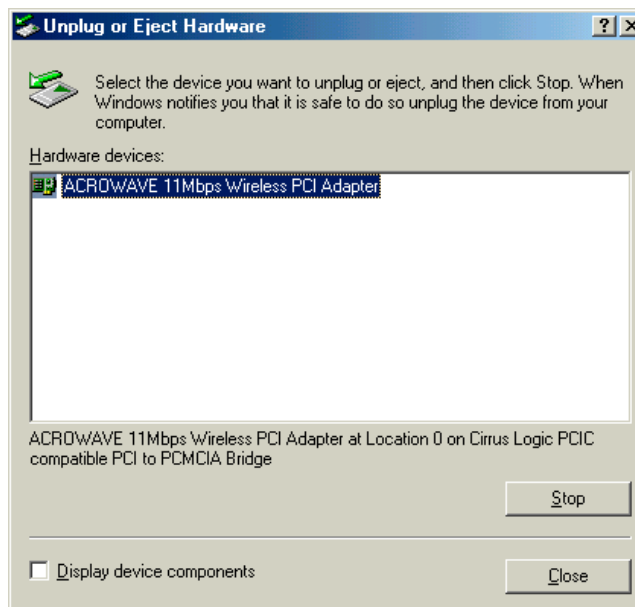 Unplug or Eject Hardware
Select the device you want to unplug or eject, and then click Stop. When
Windows notifies you that it is safe to do so unplug the device from your
computer.
Hardware devices:
ACROWAVE 11Mbps Wireless PCI Adapter
ACROWAVE 11Mbps Wireless PCI Adapter at Location 0 on Cirrus Logic PCIC
compatible PCI to PCMCIA Bridge
Stop
Display device components
Close